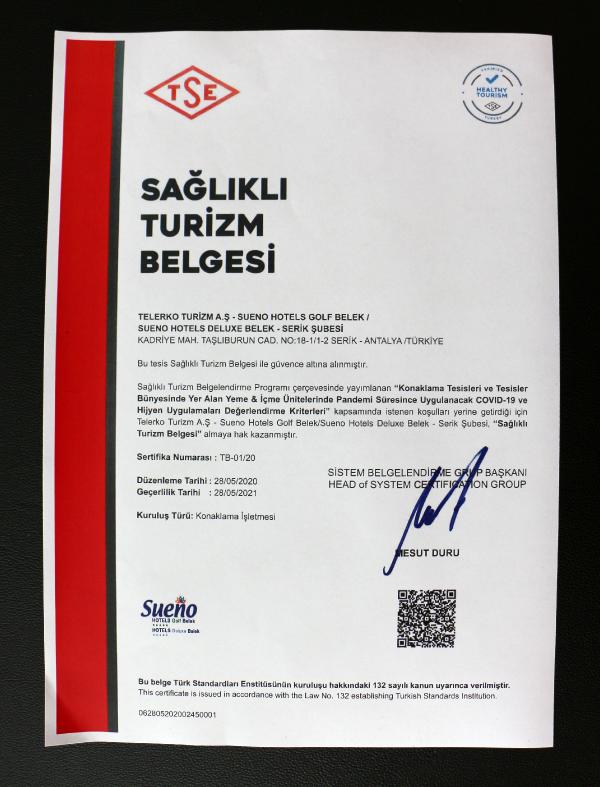 TSE
PREMIER
HEALTHY
TOURISM
TSE
TURKEY
SAĞLIKLI
TURİZM
BELGESİ
TELERKO TURİZM A.Ş - SUENO HOTELS GOLF BELEK /
SUENO HOTELS DELUXE BELEK - SERİK ŞUBESİ
KADRİYE MAH. TAŞLIBURUN CAD. NO:18-1/1-2 SERİK - ANTALYA /TÜRKİYE
Bu tesis Sağlıklı Turizm Belgesi ile güvence altına alınmıştır.
Sağlıklı Turizm Belgelendirme Programı çerçevesinde yayımlanan “Konaklama Tesisleri ve Tesisler
Bünyesinde Yer Alan Yeme & İçme Ünitelerinde Pandemi Süresince Uygulanacak COVID-19 ve
Hijyen Uygulamaları Değerlendirme Kriterleri” kapsamında istenen koşulları yerine getirdiği için
Telerko Turizm A.Ş - Sueno Hotels Golf Belek/Sueno Hotels Deluxe Belek - Serik Şubesi, “Sağlıklı
Turizm Belgesi” almaya hak kazanmıştır.
Sertifika Numarası : TB-01/20
SİSTEM BELGELENDİRME GRUP BAŞKANI
HEAD of SYSTEM CERTIFICATION GROUP
Düzenleme Tarihi : 28/05/2020
Geçerlilik Tarihi : 28/05/2021
Kuruluş Türü: Konaklama İşletmesi
MESUT DURU
Sueno
HOTELS Golf Belek
HOTELS Deluxe Belek
Bu belge Türk Standardları Enstitüsünün kuruluşu hakkındaki 132 sayılı kanun uyarınca verilmiştir.
This certificate is issued in accordance with the Law No. 132 establishing Turkish Standards Institution.
062805202002450001